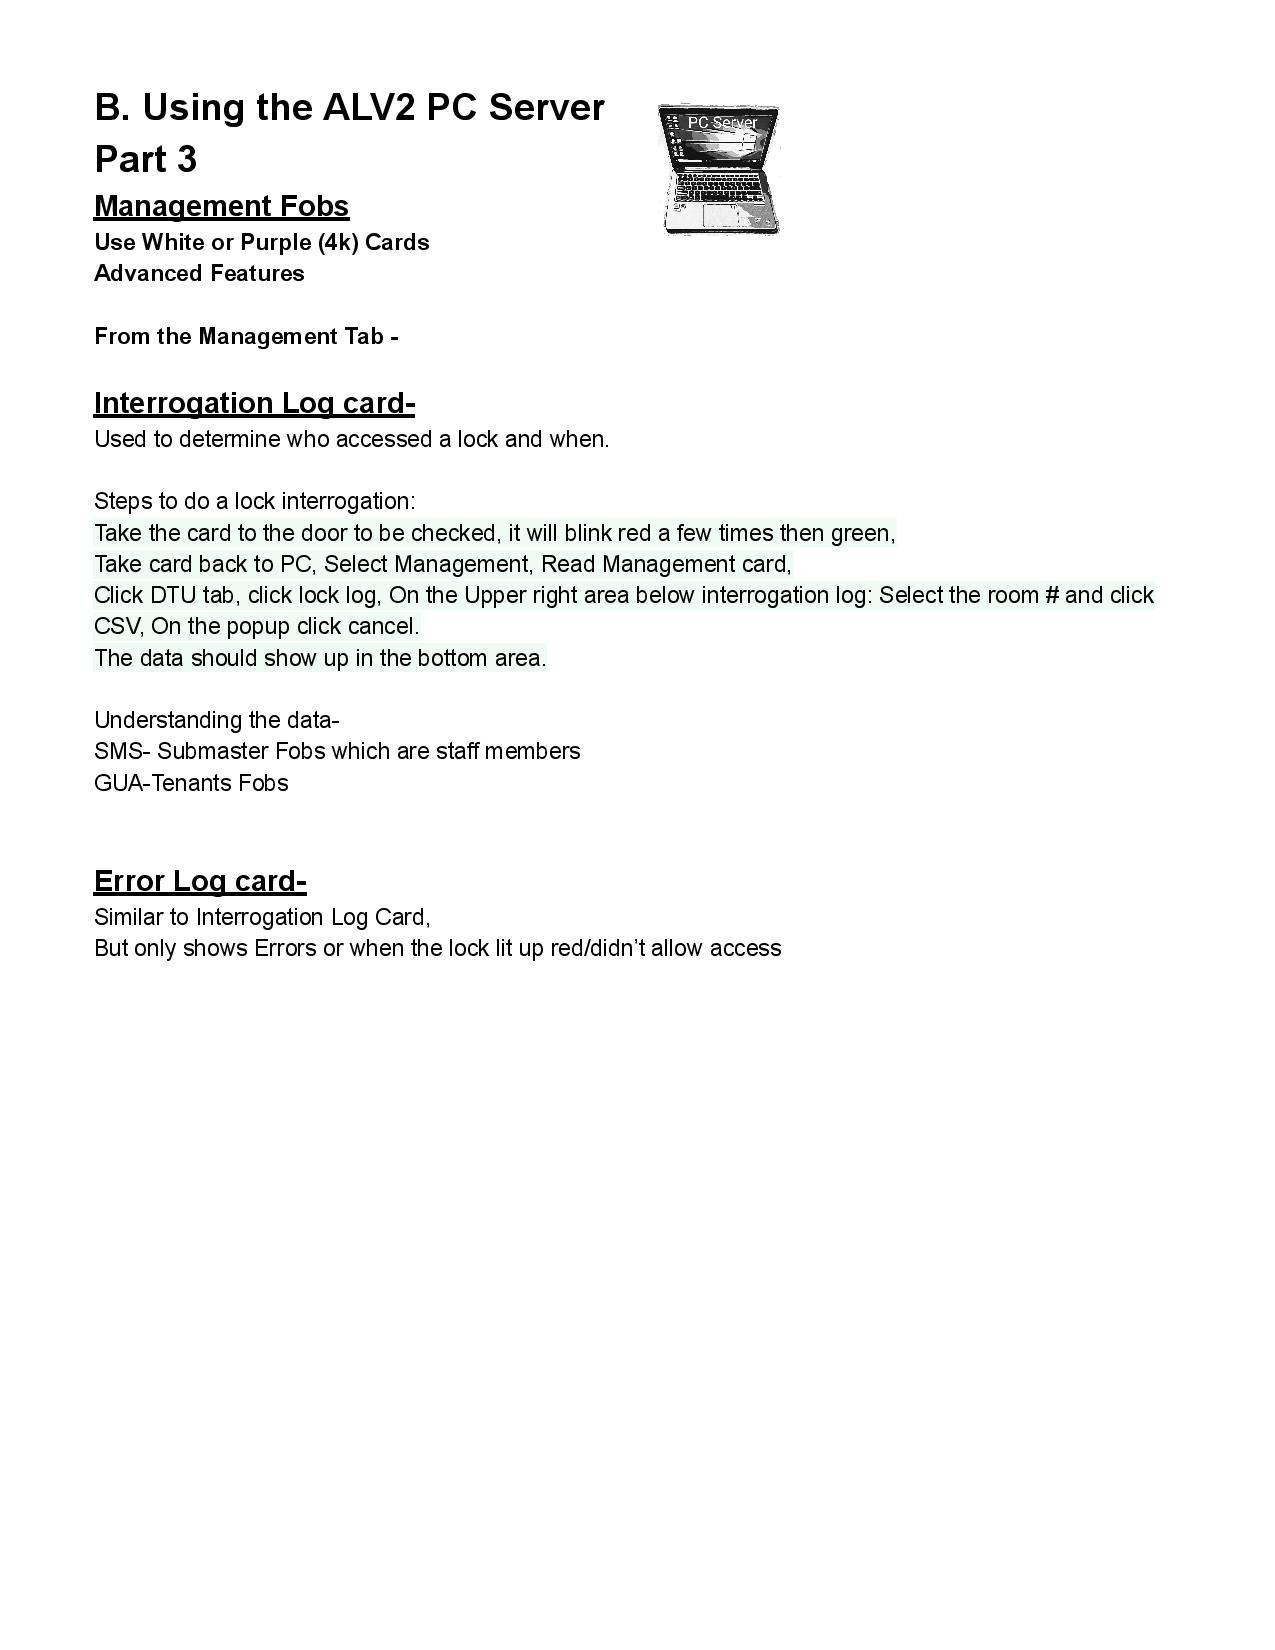 B. Using the ALV2 PC Server
Part 3
PC Server
Management Fobs
Use White or Purple (4k) Cards
Advanced Features
From the Management Tab -
Interrogation Log card-
Used to determine who accessed a lock and when.
Steps to do a lock interrogation:
Take the card to the door to be checked, it will blink red a few times then green,
Take card back to PC, Select Management, Read Management card,
Click DTU tab, click lock log, On the Upper right area below interrogation log: Select the room # and click
CSV, On the popup click cancel.
The data should show up in the bottom area.
Understanding the data-
SMS- Submaster Fobs which are staff members
GUA-Tenants Fobs
Error Log card-
Similar to Interrogation Log Card,
But only shows Errors or when the lock lit up red/didn’t allow access